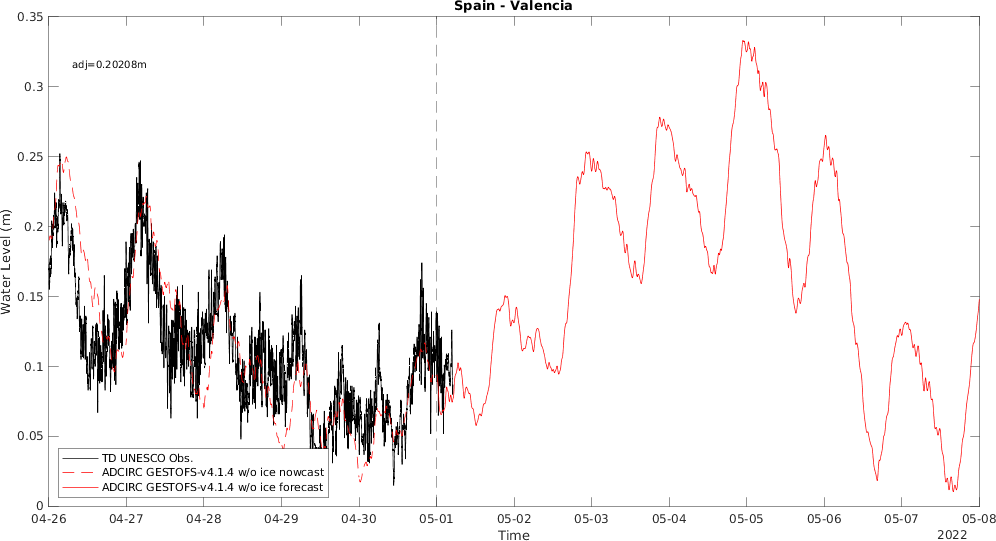 Spain - Valencia
0.35
adj=0.20208m
0.3
0.25
0.2
Water Level (m)
0.15
0.1
0.05
0
TD UNESCO Obs.
ADCIRC GESTOFS-v4.1.4 w/o ice nowcast
ADCIRC GESTOFS-v4.1.4 w/o ice forecast
04-26 04-27 04-28 04-29 04-30 05-01 05-02 05-03 05-04 05-05 05-06 05-07 05-08
Time
2022